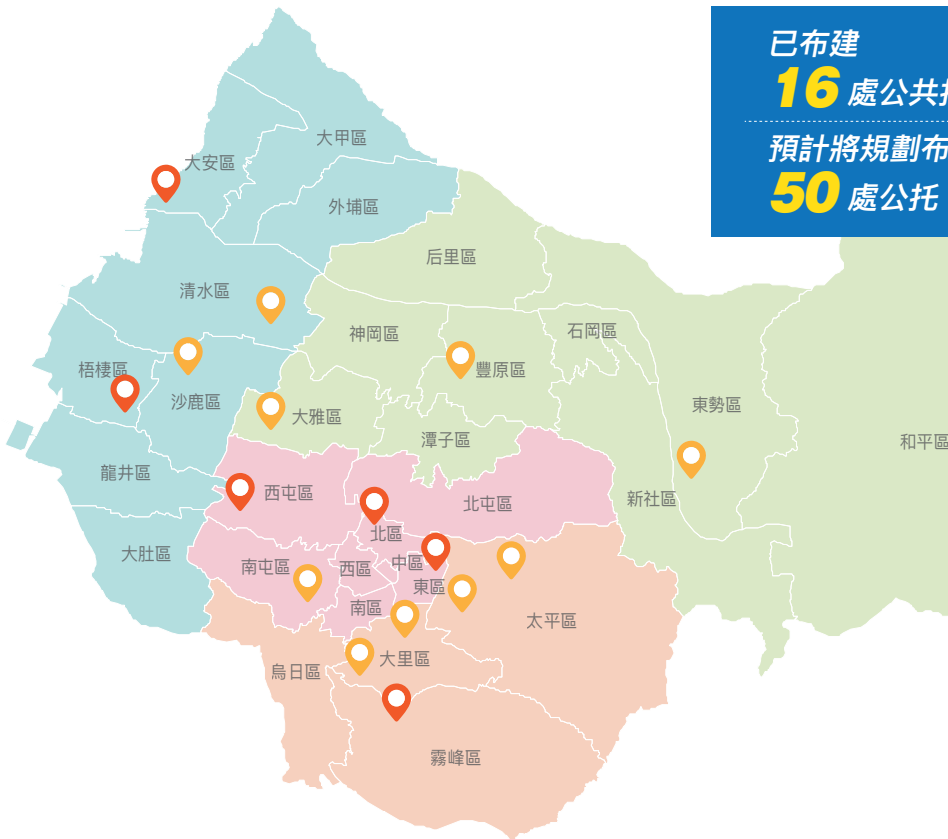 已布建
16 處公共
預計將規劃布
50 處公托
大甲區
大安區
外埔區
后里區
清水區
神岡區
石岡區
梧棲區
豐原區
沙鹿區
大雅區
東勢區
潭子區
和平區
龍井區
西屯區
北屯區
新社區
北區
大肚區
中區
南屯區
西區
東區
南區
太平區
大里區
烏日區
霧峰區